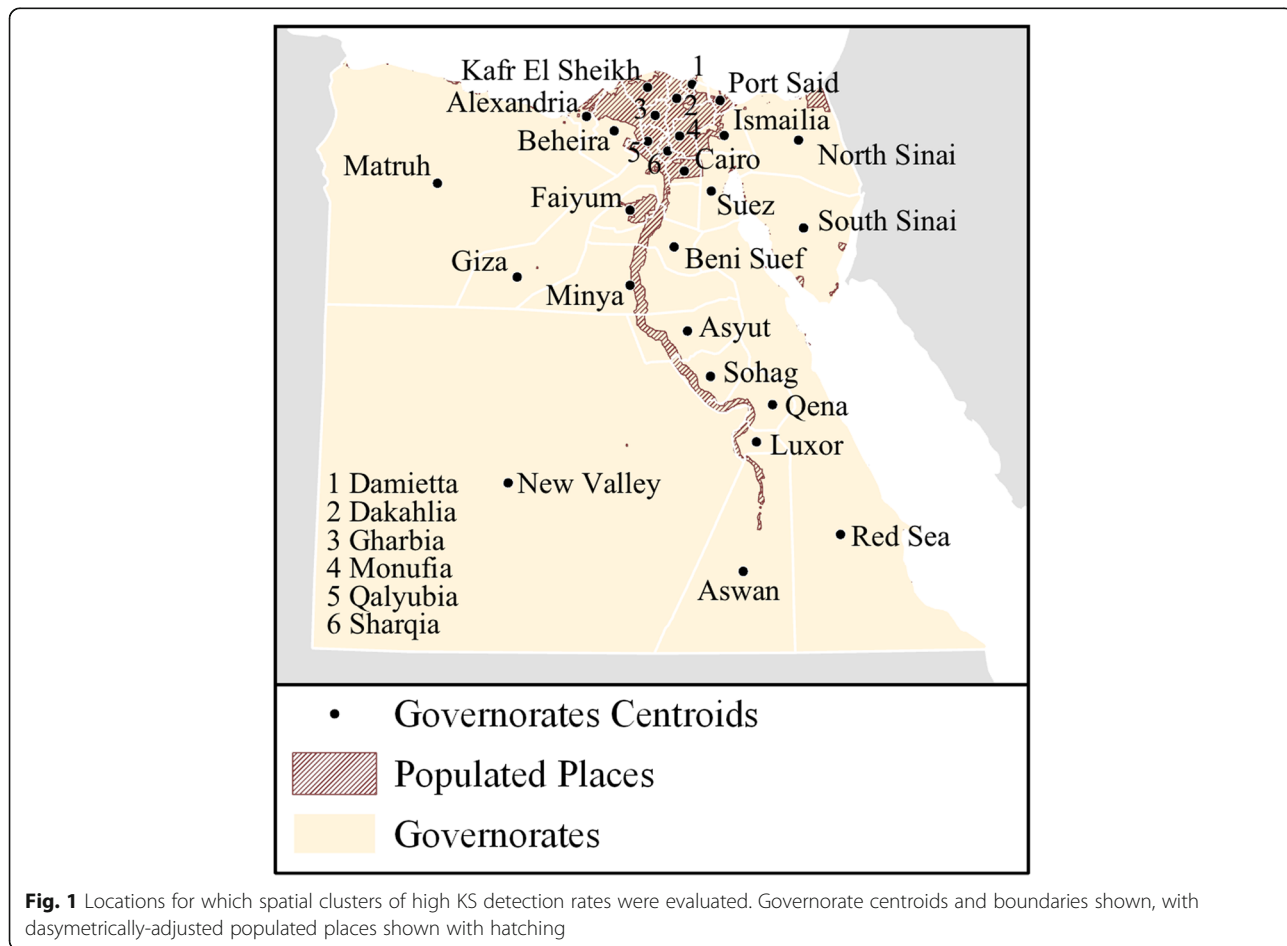 Kafr El Sheikh
1
Port Said
Alexandria
3
2
Ismailia
Beheira
4
5
6
Cairo
North Sinai
Matruh
Faiyum
Suez
South Sinai
Giza
Beni Suef
Minya
Asyut
Sohag
Qena
Luxor
New Valley
Red Sea
Aswan
1 Damietta
2 Dakahlia
3 Gharbia
4 Monufia
5 Qalyubia
6 Sharqia
Governorates Centroids
Populated Places
Governorates
Fig. 1 Locations for which spatial clusters of high KS detection rates were evaluated. Governorate centroids and boundaries shown, with
dasymetrically-adjusted populated places shown with hatching